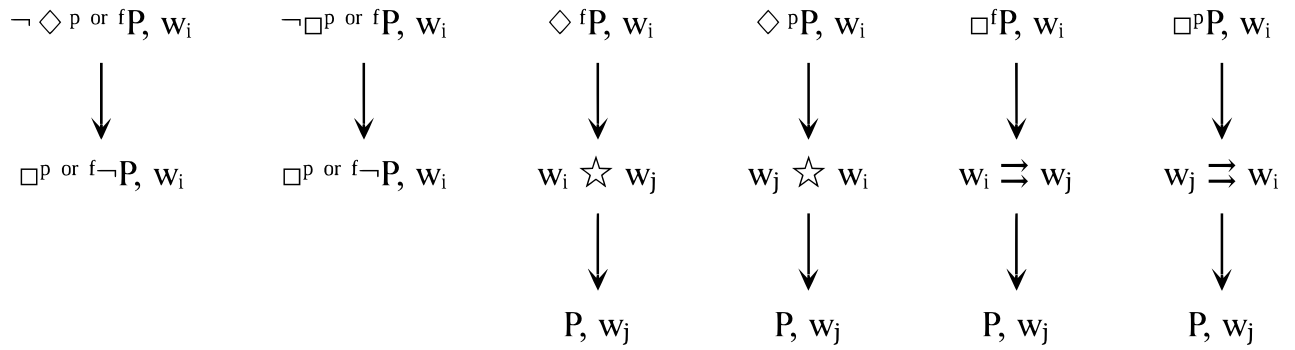 ¬ ◇ ᵖ ᵒʳ ᶠP, wᵢ ¬□ᵖ ᵒʳ ᶠP, wᵢ ◇ ᶠP, wᵢ ◇ ᵖP, wᵢ □ᶠP, wᵢ □ᵖP, wᵢ
□ᵖ ᵒʳ ᶠ¬P, wᵢ □ᵖ ᵒʳ ᶠ¬P, wᵢ wᵢ ☆ wⱼ wⱼ ☆ wᵢ wᵢ ⇉ wⱼ wⱼ ⇉ wᵢ
P, wⱼ P, wⱼ P, wⱼ P, wⱼ